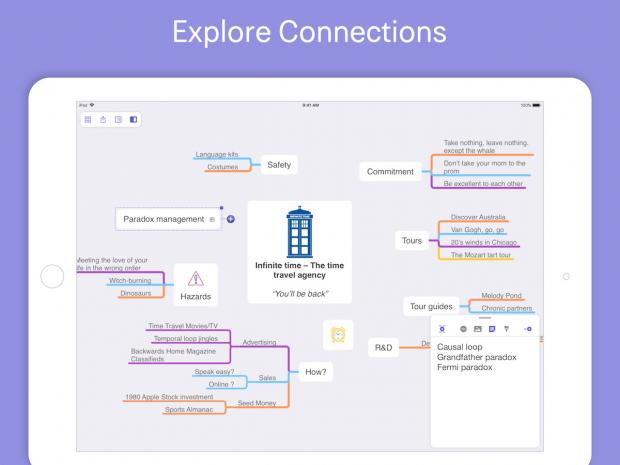 Explore Connections
iPad
9:41 AM
100%
Language kits
Costumes
Safety
Commitment
Take nothing, leave nothing,
except the whale
Don't take your mom to the
prom
Be excellent to each other
Paradox management
INFINITE TIME
Infinite time – The time
travel agency
"You'll be back"
Tours
Discover Australia
Van Gogh, go, go
20's winds in Chicago
The Mozart tart tour
Meeting the love of your
life in the wrong order
Witch-burning
Dinosaurs
Hazards
Tour guides
Melody Pond
Chronic partners
R&D
De
Time Travel Movies/TV
Temporal loop jingles
Backwards Home Magazine
Classifieds
Advertising
How?
Speak easy?
Online ?
Sales
1980 Apple Stock investment
Sports Almanac
Seed Money
Causal loop
Grandfather paradox
Fermi paradox